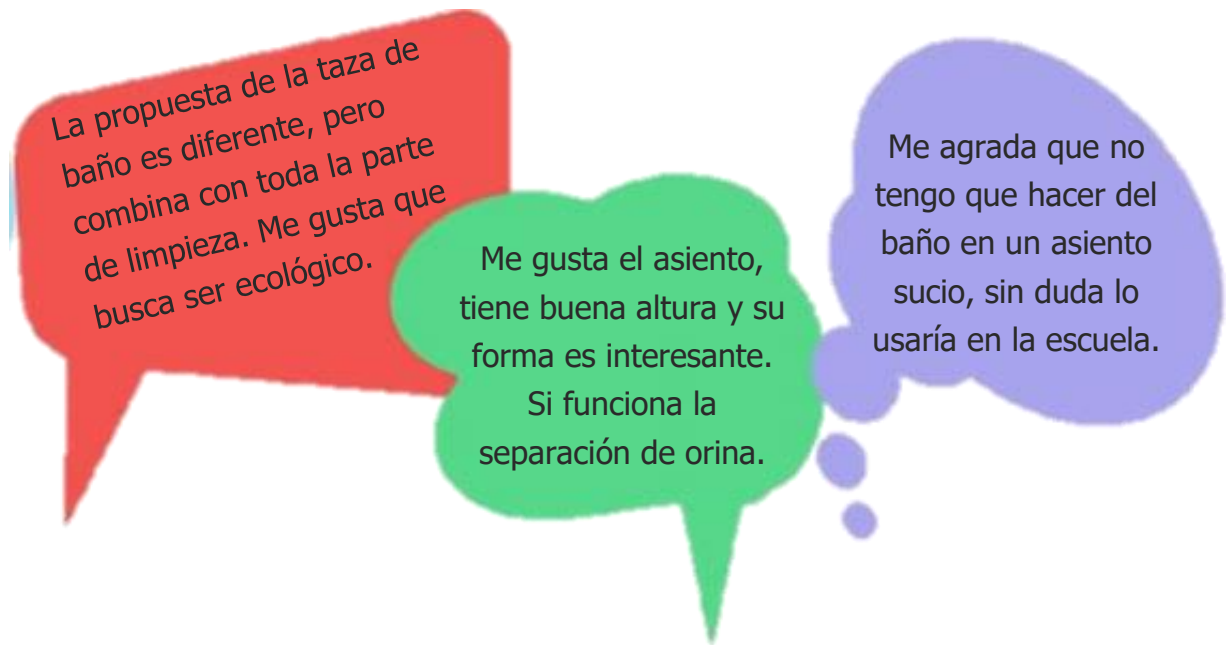 La propuesta de la taza de
baño es diferente, pero
combina con toda la parte
de limpieza. Me gusta que
busca ser ecológico.
Me gusta el asiento,
tiene buena altura y su
forma es interesante.
Si funciona la
separación de orina.
Me agrada que no
tengo que hacer del
baño en un asiento
sucio, sin duda lo
usaría en la escuela.